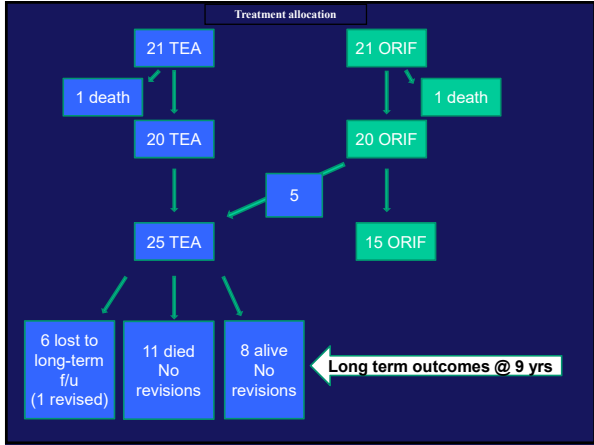 Treatment allocation
21 TEA
21 ORIF
1 death
1 death
20 TEA
20 ORIF
5
25 TEA
15 ORIF
6 lost to
long-term
f/u
(1 revised)
11 died
No
revisions
8 alive
No
revisions
Long term outcomes @ 9 yrs